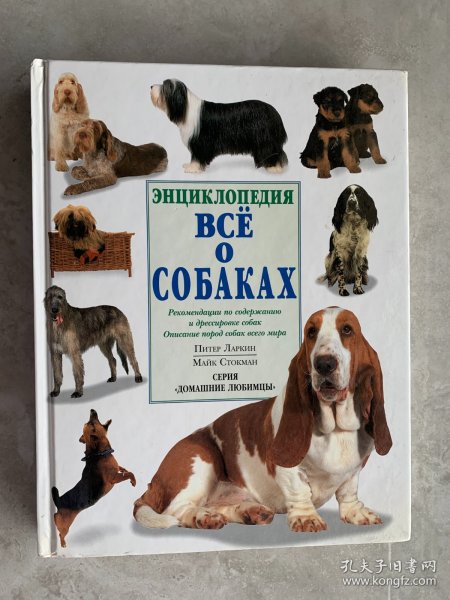 ЭНЦИКЛОПЕДИЯ
ВСЁ
О
СОБАКАХ
Рекомендации по содержанию
и дрессировке собак
Описание пород собак всего мира
ПИТЕР ЛАРКИН
МАЙК СТОКМАН
СЕРИЯ
«ДОМАШНИЕ ЛЮБИМЦЫ»
孔夫子旧书网
www.kongfz.com